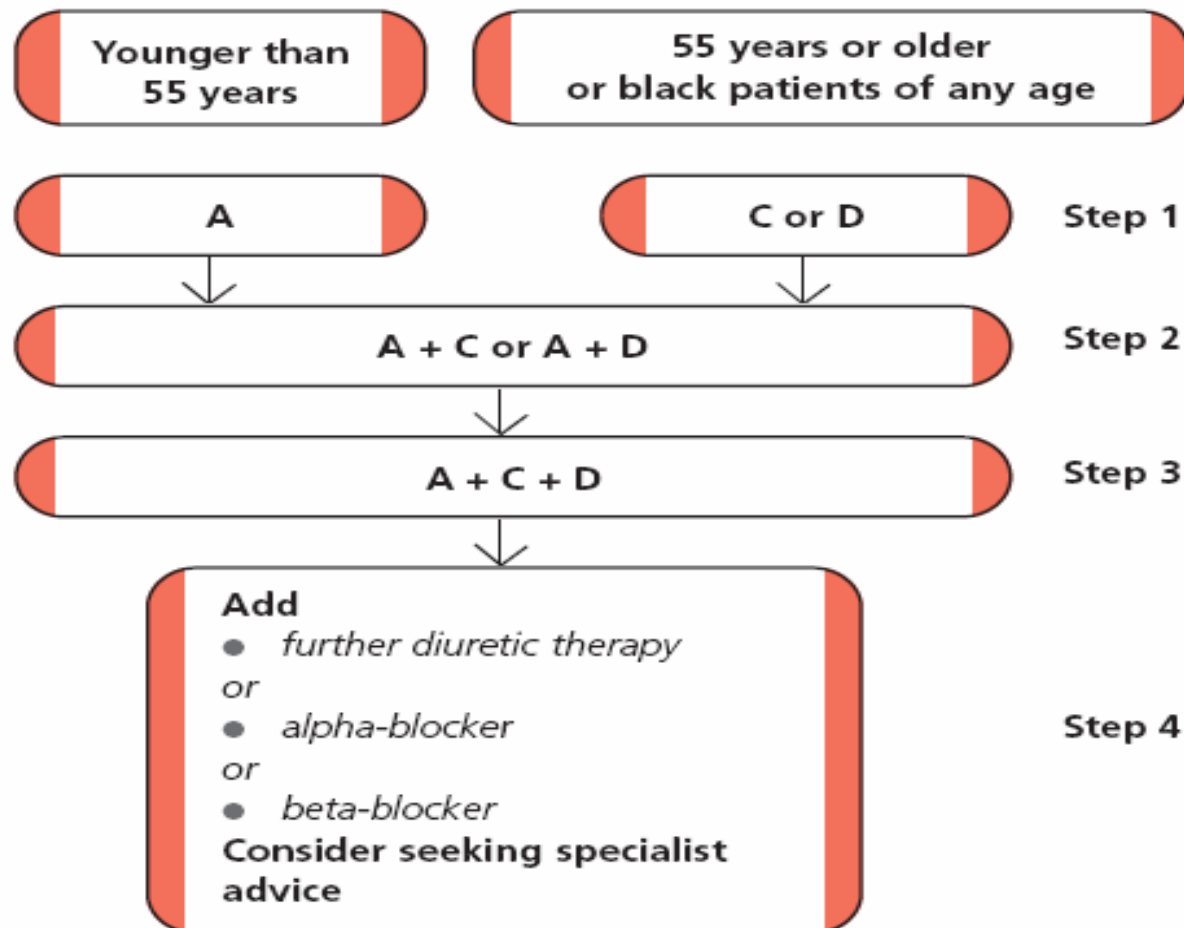 Younger than
55 years
55 years or older
or black patients of any age
A
C or D
Step 1
A + C or A + D
Step 2
A + C + D
Step 3
Add
● further diuretic therapy
or
● alpha-blocker
or
● beta-blocker
Consider seeking specialist
advice
Step 4